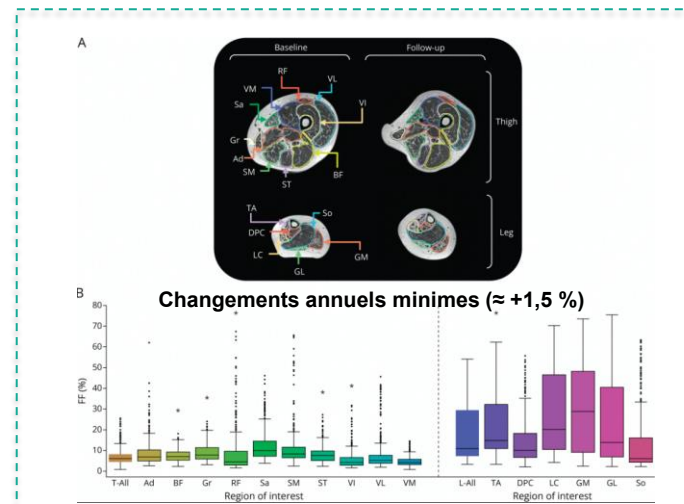 A
Baseline
Follow-up
RF
VL
VM
VI
Sa
Thigh
Gr
Ad
SM
BF
ST
TA
So
DPC
Leg
LC
GM
GL
B
Changements annuels minimes (≈ +1,5 %)
80
70
60
50
40
30
20
10
0
FF (%)
T-All Ad BF Gr RF Sa SM ST VI VL VM
L-All TA DPC LC GM GL So
Region of interest
Region of interest